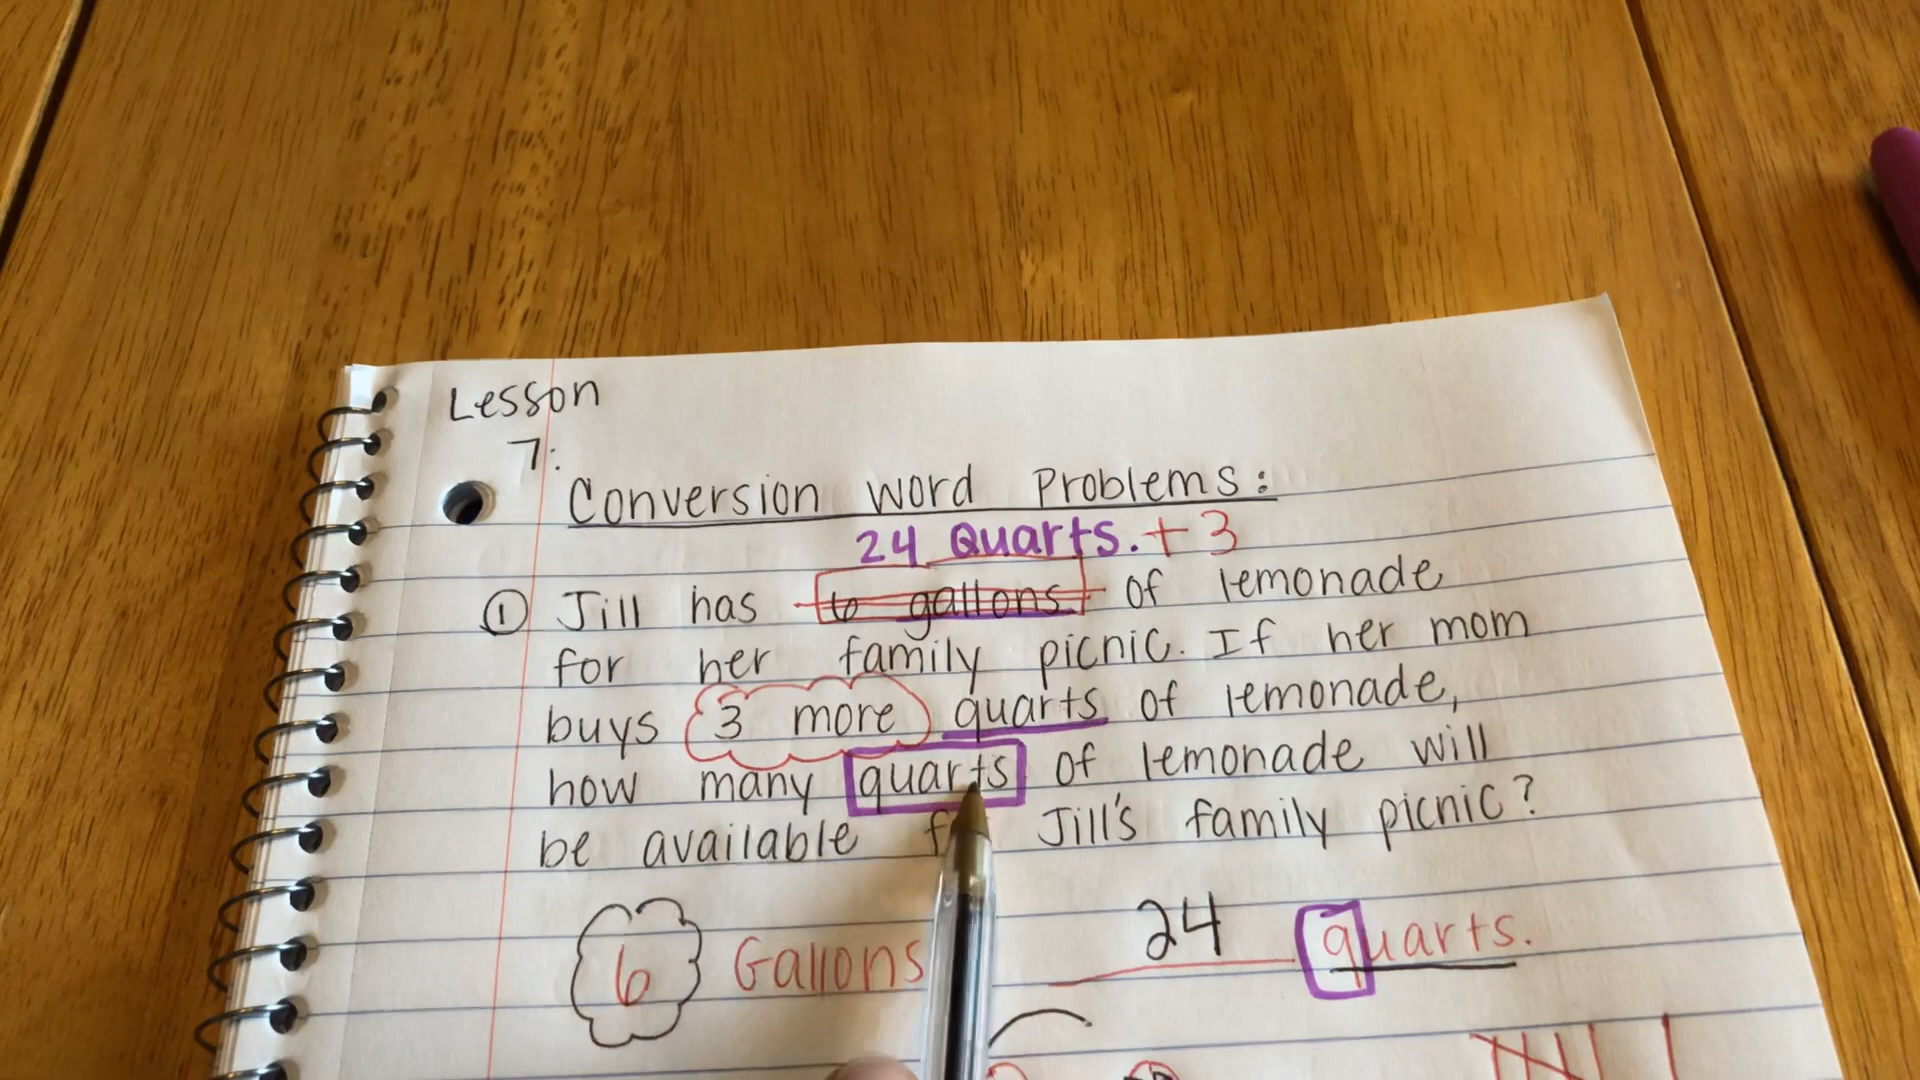 Lesson
7:
Conversion word Problems:
24 Quarts. + 3
① Jill has 6 gallons of lemonade
for her family picnic. If her mom
buys 3 more quarts of lemonade,
how many quarts of lemonade will
be available Jill's family picnic?
6 Gallons 24 quarts.